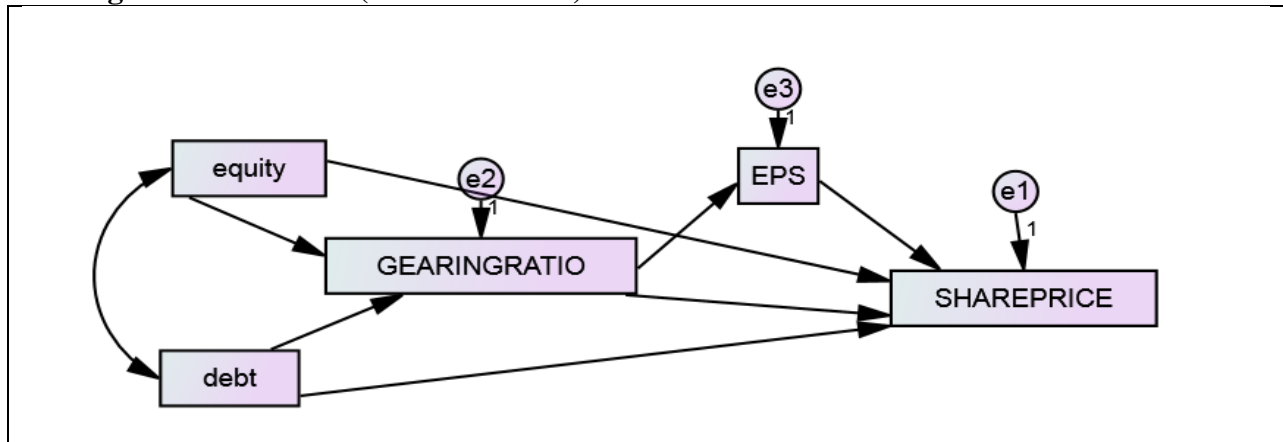 e3
1
equity
e2
1
EPS
e1
1
GEARINGRATIO
SHAREPRICE
debt